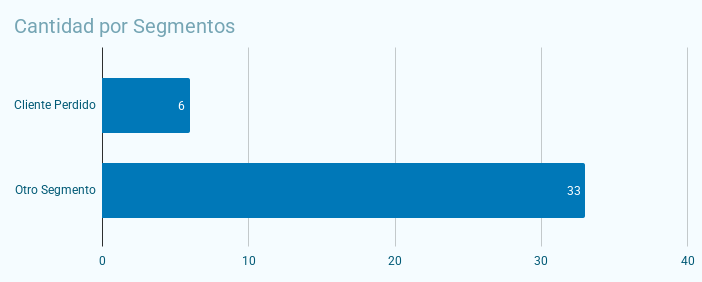 Cantidad por Segmentos
Cliente Perdido
6
Otro Segmento
33
0
10
20
30
40